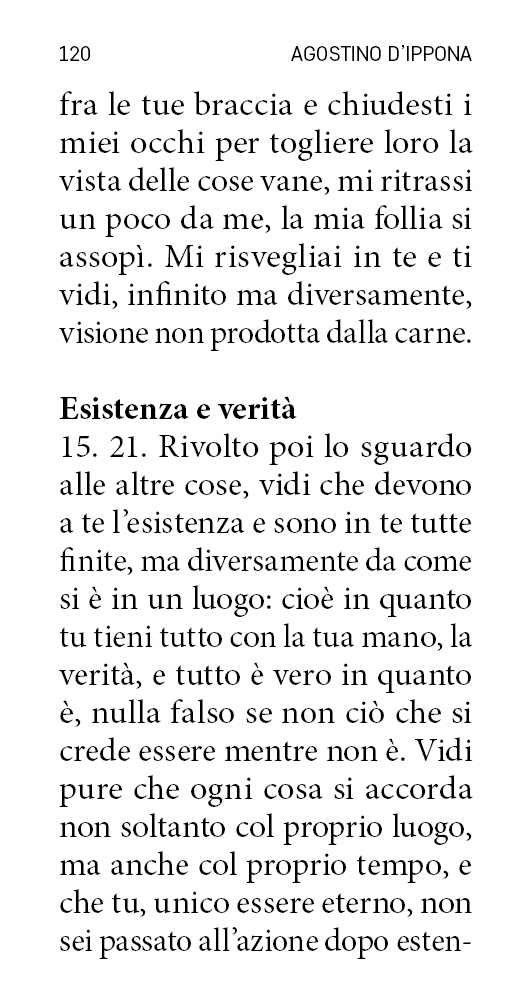 120 AGOSTINO D'IPPONA
fra le tue braccia e chiudesti i
miei occhi per togliere loro la
vista delle cose vane, mi ritrassi
un poco da me, la mia follia si
assopì. Mi risvegliai in te e ti
vidi, infinito ma diversamente,
visione non prodotta dalla carne.
Esistenza e verità
15. 21. Rivolto poi lo sguardo
alle altre cose, vidi che devono
a te l’esistenza e sono in te tutte
finite, ma diversamente da come
si è in un luogo: cioè in quanto
tu tieni tutto con la tua mano, la
verità, e tutto è vero in quanto
è, nulla falso se non ciò che si
crede essere mentre non è. Vidi
pure che ogni cosa si accorda
non soltanto col proprio luogo,
ma anche col proprio tempo, e
che tu, unico essere eterno, non
sei passato all’azione dopo esten-